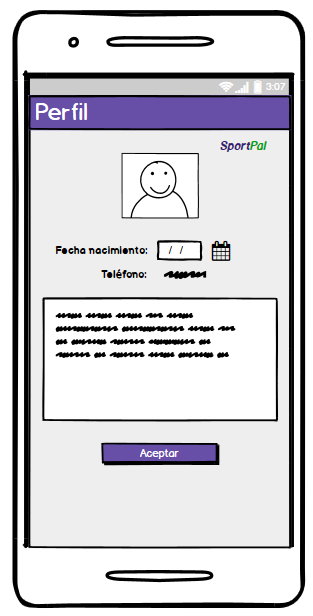 3:07
Perfil
SportPal
Fecha nacimiento: / /
Teléfono:
Aceptar